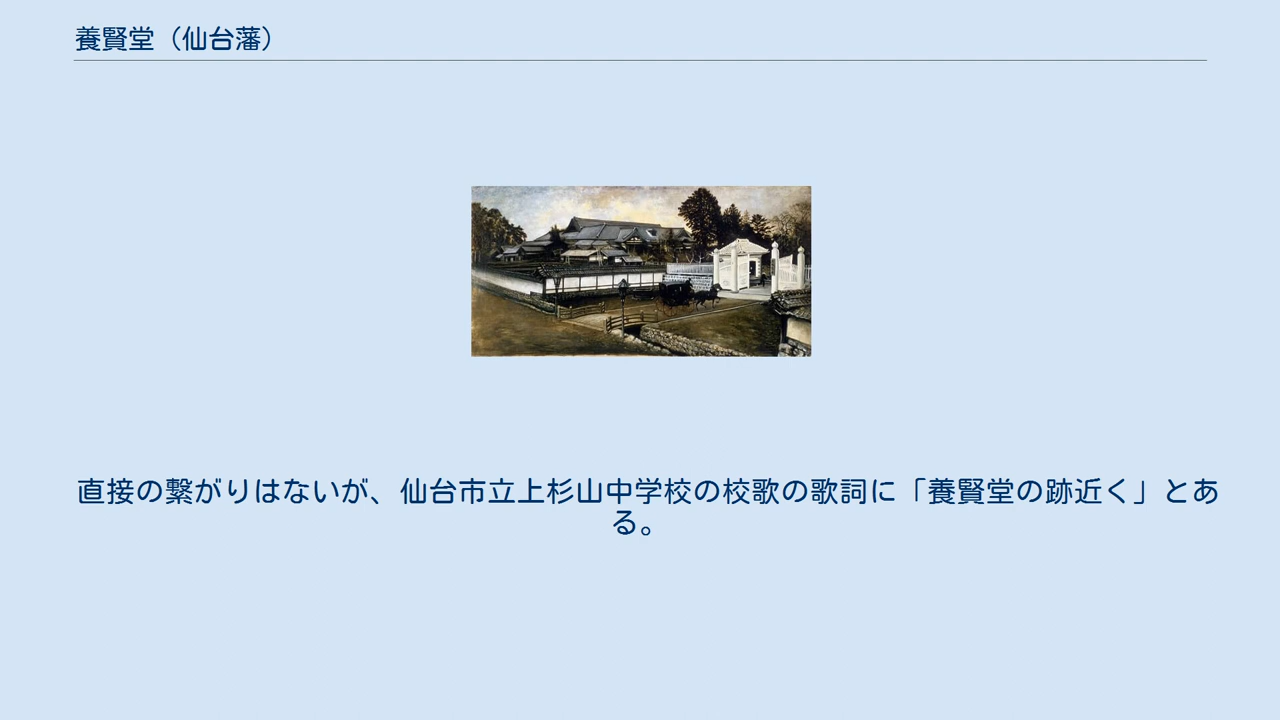 養賢堂（仙台藩）
直接の繋がりはないが、仙台市立上杉山中学校の校歌の歌詞に「養賢堂の跡近く」とあ
る。